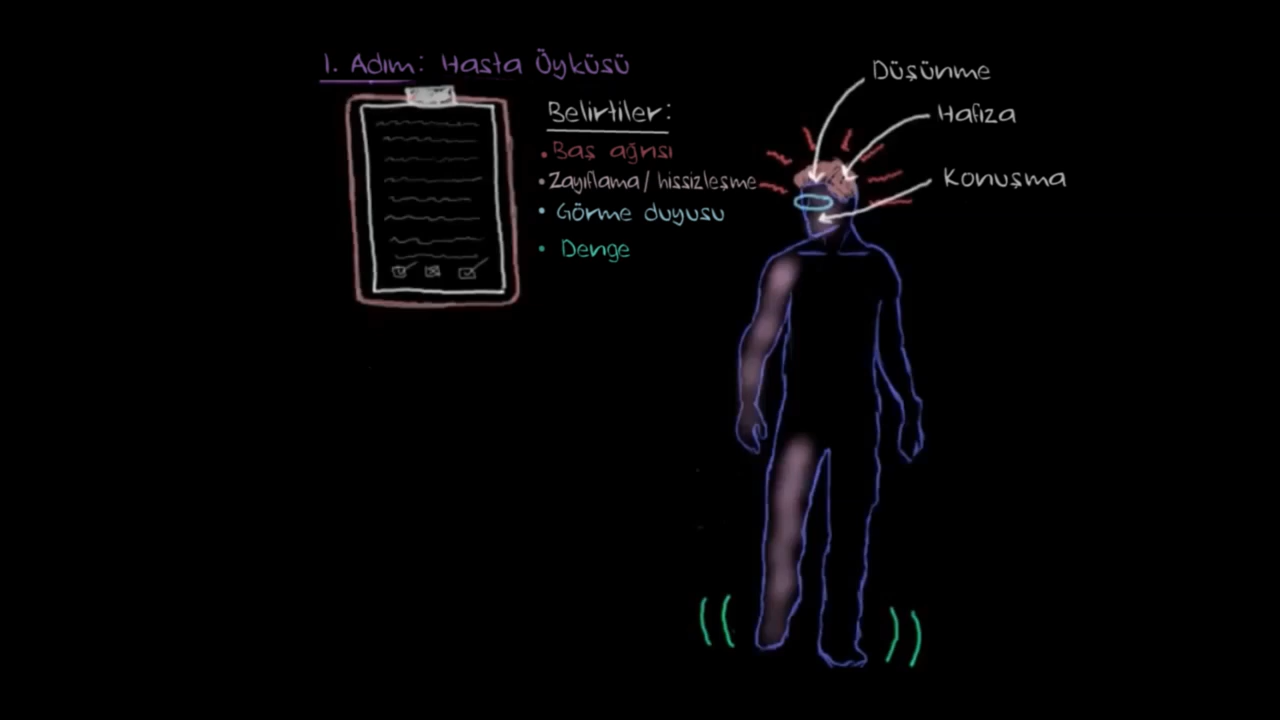 1. Adım: Hasta Öyküsü
Belirtiler:
• Baş ağrısı
• Zayıflama / hissizleşme
• Görme duyusu
• Denge
Düşünme
Hafıza
Konuşma